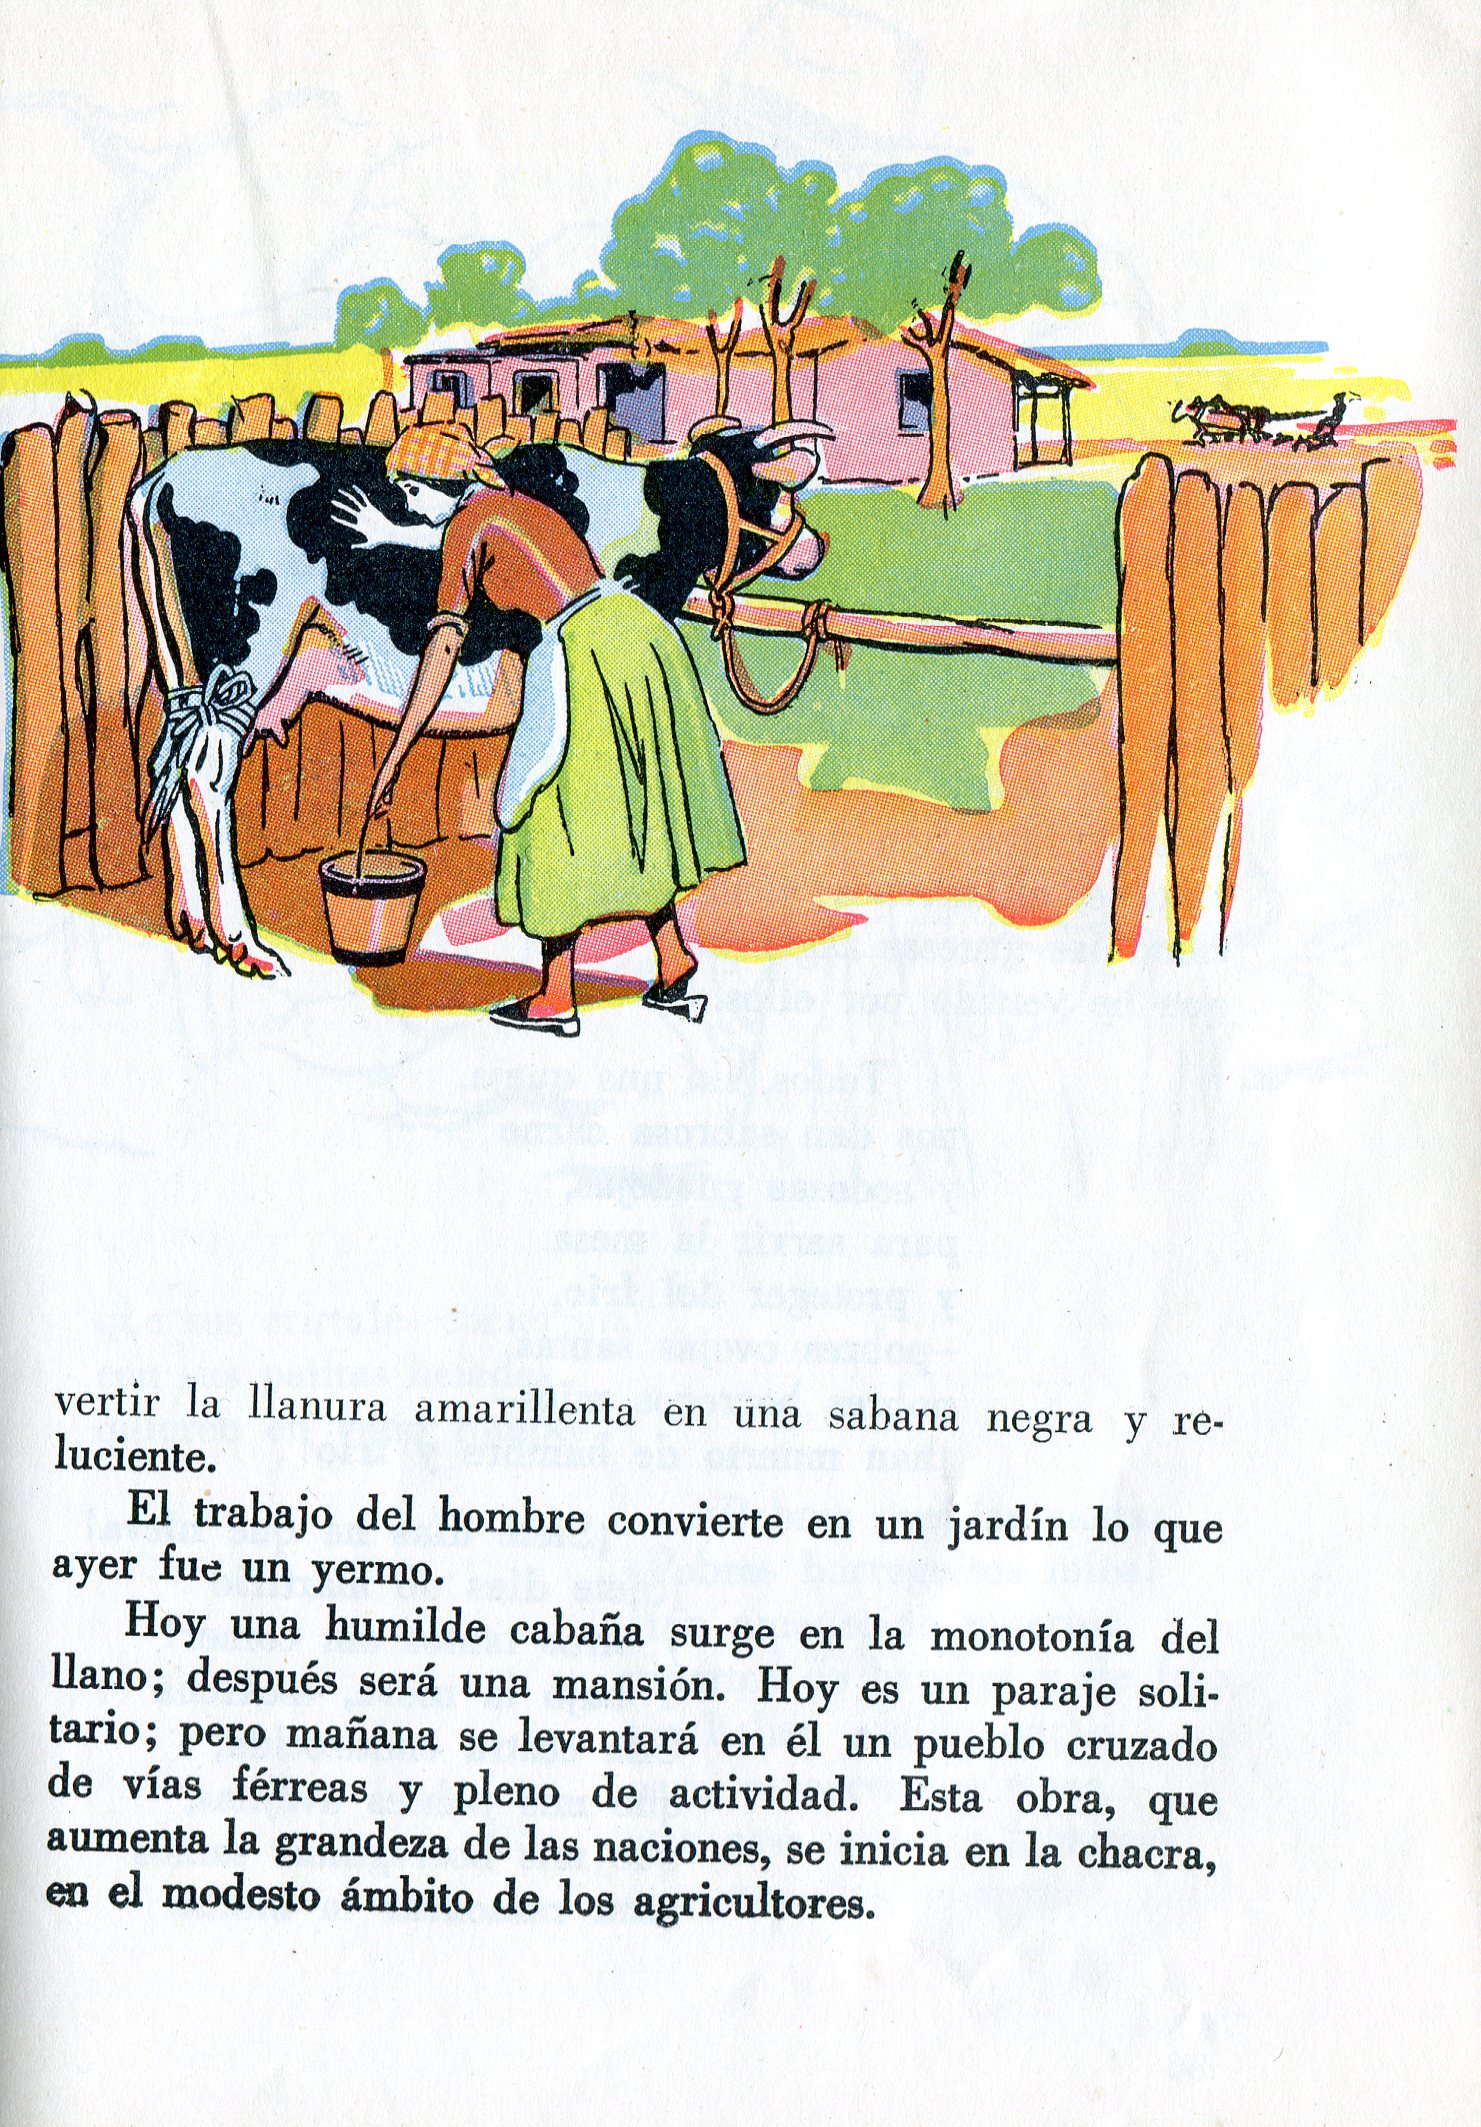 vertir la llanura amarillenta en una sabana negra y re-
luciente.
El trabajo del hombre convierte en un jardín lo que
ayer fue un yermo.
Hoy una humilde cabaña surge en la monotonía del
llano; después será una mansión. Hoy es un paraje soli-
tario; pero mañana se levantará en él un pueblo cruzado
de vías férreas y pleno de actividad. Esta obra, que
aumenta la grandeza de las naciones, se inicia en la chacra,
en el modesto ámbito de los agricultores.